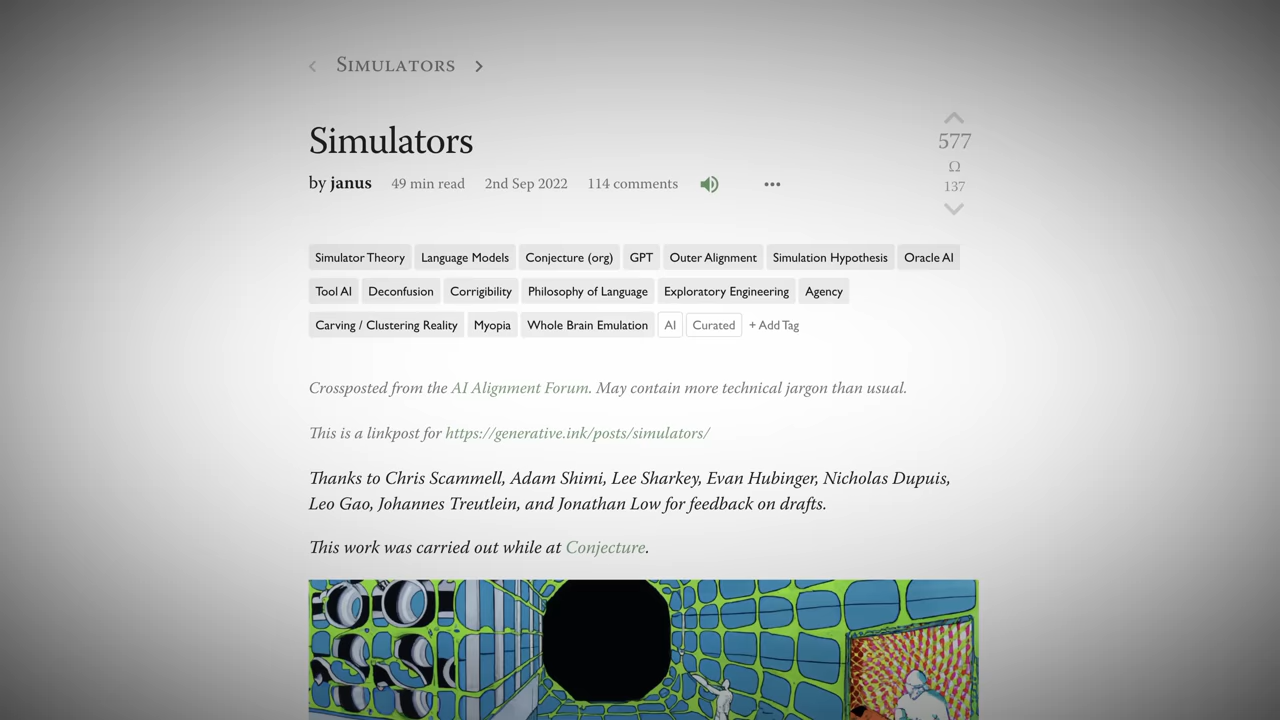 Simulators
Simulators
577
by janus 49 min read 2nd Sep 2022 114 comments
Ω
137
Simulator Theory Language Models Conjecture (org) GPT Outer Alignment Simulation Hypothesis Oracle AI
Tool AI Deconfusion Corrigibility Philosophy of Language Exploratory Engineering Agency
Carving / Clustering Reality Myopia Whole Brain Emulation AI Curated + Add Tag
Crossposted from the AI Alignment Forum. May contain more technical jargon than usual.
This is a linkpost for https://generative.ink/posts/simulators/
Thanks to Chris Scammell, Adam Shimi, Lee Sharkey, Evan Hubinger, Nicholas Dupuis,
Leo Gao, Johannes Treutlein, and Jonathan Low for feedback on drafts.
This work was carried out while at Conjecture.